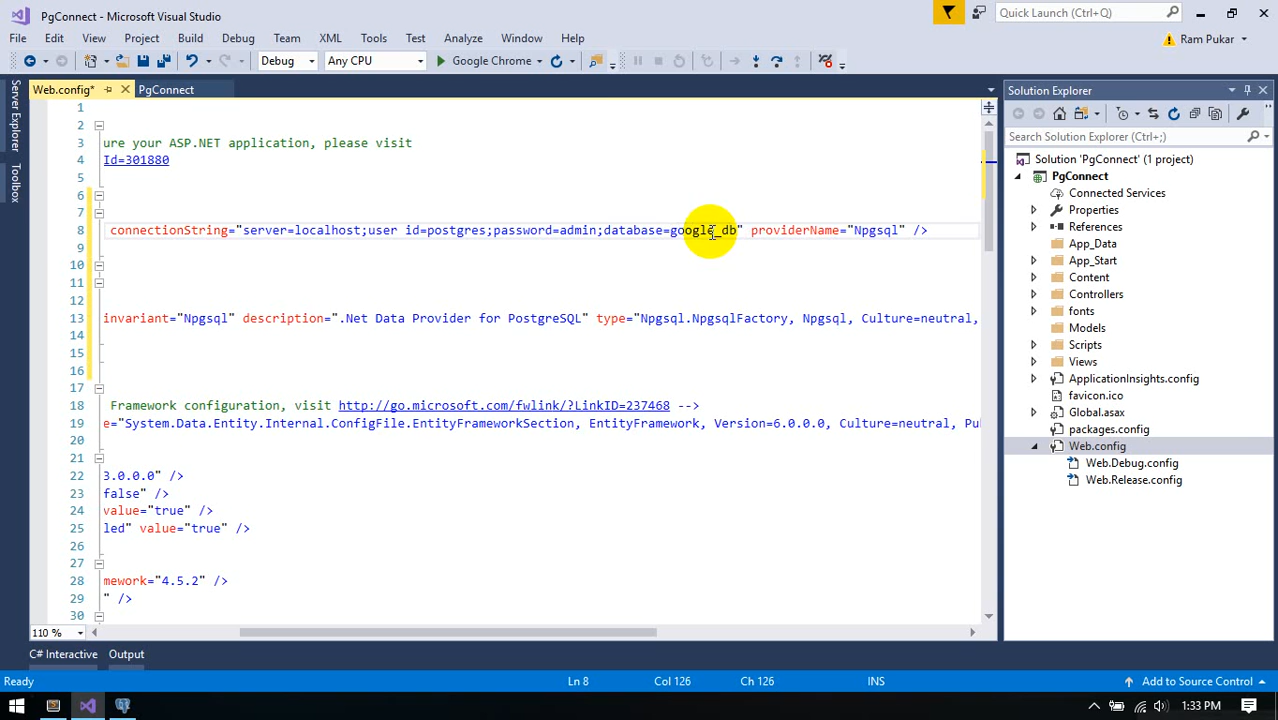 PgConnect - Microsoft Visual Studio
Quick Launch (Ctrl+Q)
File Edit View Project Build Debug Team XML Tools Test Analyze Window Help
Ram Pukar
Debug Any CPU Google Chrome
Server Explorer
Toolbox
Web.config* PgConnect
1
2
3 ure your ASP.NET application, please visit
4 Id=301880
5
6
7
8 connectionString="server=localhost;user id=postgres;password=admin;database=google_db" providerName="Npgsql" />
9
10
11
12
13 invariant="Npgsql" description=".Net Data Provider for PostgreSQL" type="Npgsql.NpgsqlFactory, Npgsql, Culture=neutral,
14
15
16
17
18 Framework configuration, visit http://go.microsoft.com/fwlink/?LinkID=237468 -->
19 e="System.Data.Entity.Internal.ConfigFile.EntityFrameworkSection, EntityFramework, Version=6.0.0.0, Culture=neutral, Pu
20
21
22 3.0.0.0" />
23 false" />
24 value="true" />
25 led" value="true" />
26
27
28 mework="4.5.2" />
29 " />
30
110 %
Solution Explorer
Search Solution Explorer (Ctrl+;)
Solution 'PgConnect' (1 project)
PgConnect
Connected Services
Properties
References
App_Data
App_Start
Content
Controllers
fonts
Models
Scripts
Views
ApplicationInsights.config
favicon.ico
Global.asax
packages.config
Web.config
Web.Debug.config
Web.Release.config
C# Interactive Output
Ready Ln 8 Col 126 Ch 126 INS Add to Source Control
1:33 PM